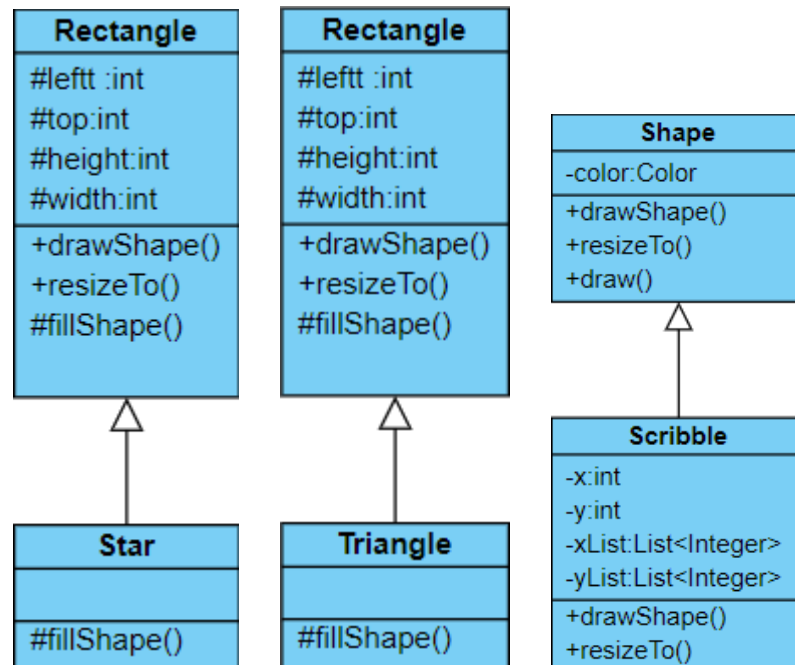 Rectangle
#leftt :int
#top:int
#height:int
#width:int
+drawShape()
+resizeTo()
#fillShape()
Star
#fillShape()
Rectangle
#leftt :int
#top:int
#height:int
#width:int
+drawShape()
+resizeTo()
#fillShape()
Triangle
#fillShape()
Shape
-color:Color
+drawShape()
+resizeTo()
+draw()
Scribble
-x:int
-y:int
-xList:List<Integer>
-yList:List<Integer>
+drawShape()
+resizeTo()